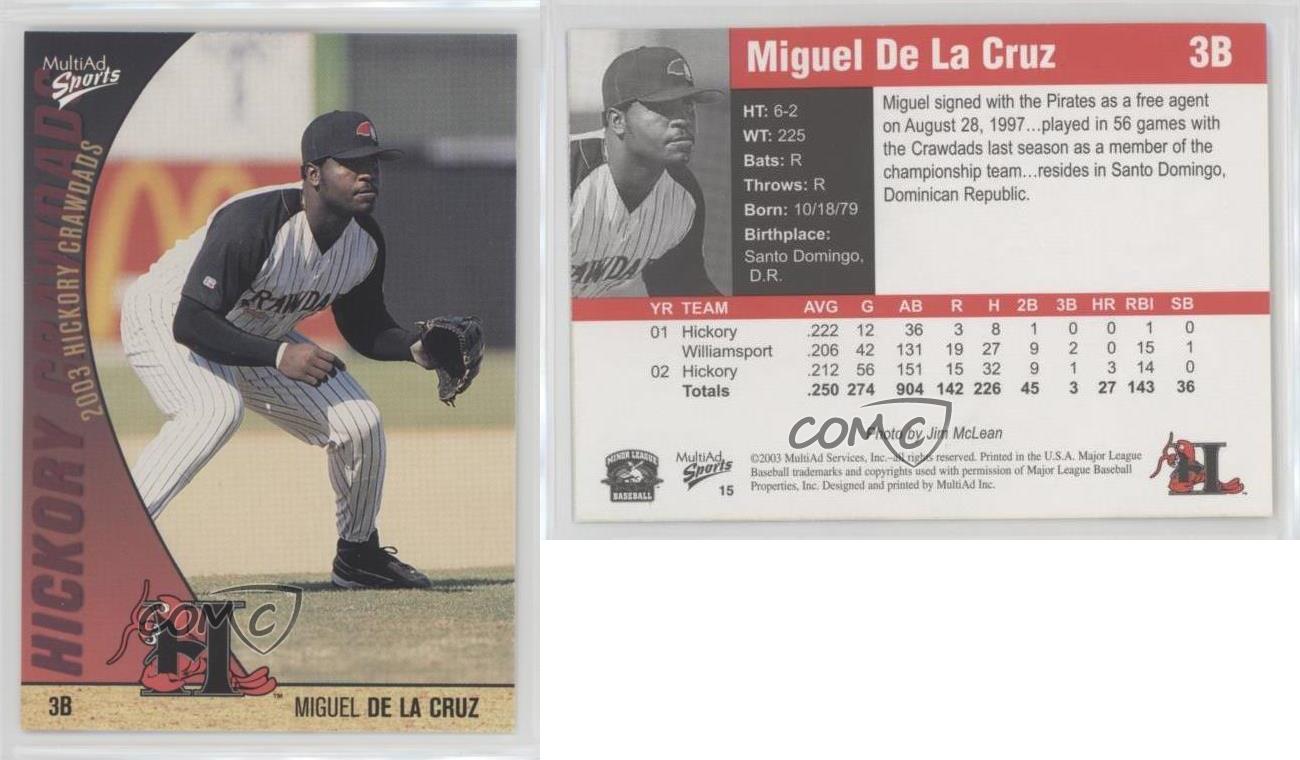 MultiAd
Sports
HICKORY CRAWDADS
2003 HICKORY CRAWDADS
CRAWDA
H
COMC
™
3B
MIGUEL DE LA CRUZ
Miguel De La Cruz 3B
HT: 6-2
WT: 225
Bats: R
Throws: R
Born: 10/18/79
Birthplace:
Santo Domingo,
D.R.
Miguel signed with the Pirates as a free agent
on August 28, 1997...played in 56 games with
the Crawdads last season as a member of the
championship team...resides in Santo Domingo,
Dominican Republic.
AWDA
YR TEAM AVG G AB R H 2B 3B HR RBI SB
01 Hickory .222 12 36 3 8 1 0 0 1 0
Williamsport .206 42 131 19 27 9 2 0 15 1
02 Hickory .212 56 151 15 32 9 1 3 14 0
Totals .250 274 904 142 226 45 3 27 143 36
COMC
Photo by Jim McLean
MINOR LEAGUE
BASEBALL
MultiAd
Sports
15
©2003 MultiAd Services, Inc.–all rights reserved. Printed in the U.S.A. Major League
Baseball trademarks and copyrights used with permission of Major League Baseball
Properties, Inc. Designed and printed by MultiAd Inc.
H
™